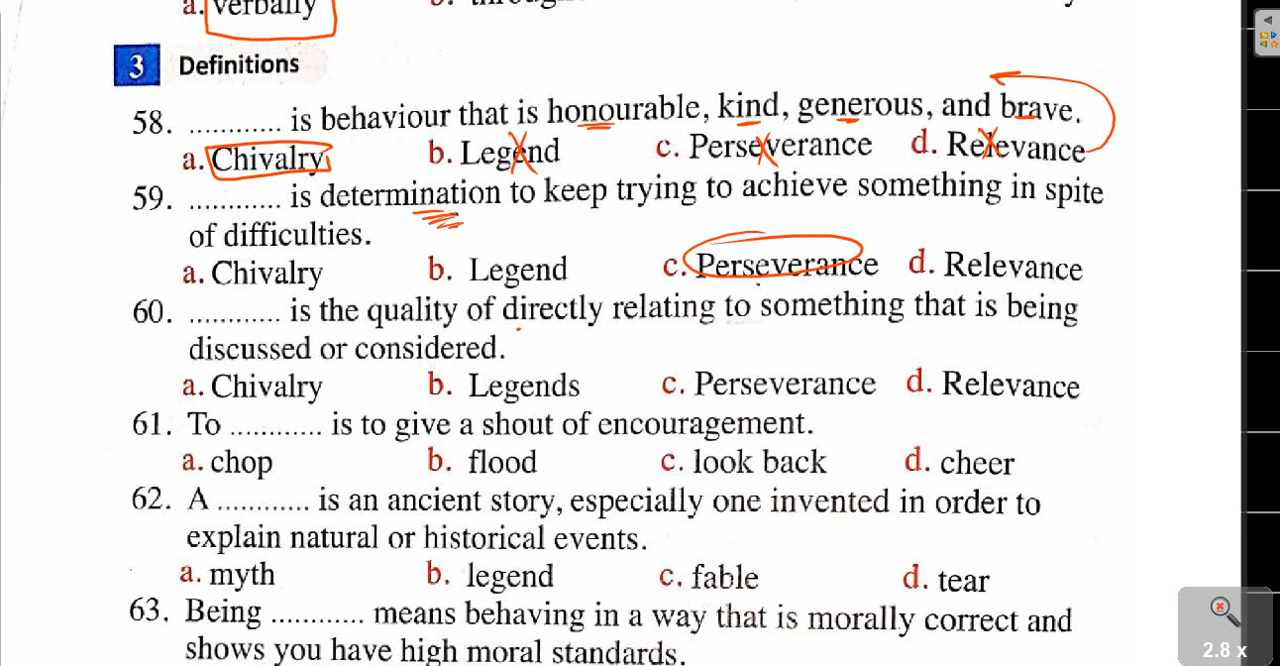 a. verbally
3 Definitions
58. ............ is behaviour that is honourable, kind, generous, and brave.
a. Chivalry b. Legend c. Perseverance d. Relevance
59. ............ is determination to keep trying to achieve something in spite
of difficulties.
a. Chivalry b. Legend c. Perseverance d. Relevance
60. ............ is the quality of directly relating to something that is being
discussed or considered.
a. Chivalry b. Legends c. Perseverance d. Relevance
61. To ............ is to give a shout of encouragement.
a. chop b. flood c. look back d. cheer
62. A ............ is an ancient story, especially one invented in order to
explain natural or historical events.
a. myth b. legend c. fable d. tear
63. Being ............ means behaving in a way that is morally correct and
shows you have high moral standards.
2.8 x